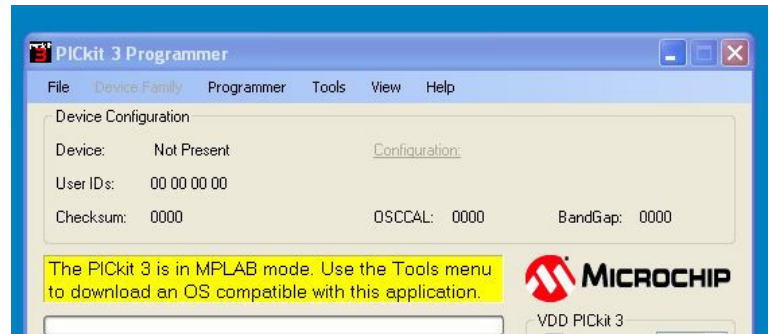 PICkit 3 Programmer
File Device Family Programmer Tools View Help
Device Configuration
Device: Not Present Configuration:
User IDs: 00 00 00 00
Checksum: 0000 OSCCAL: 0000 BandGap: 0000
The PICkit 3 is in MPLAB mode. Use the Tools menu
to download an OS compatible with this application.
MICROCHIP
VDD PICkit 3